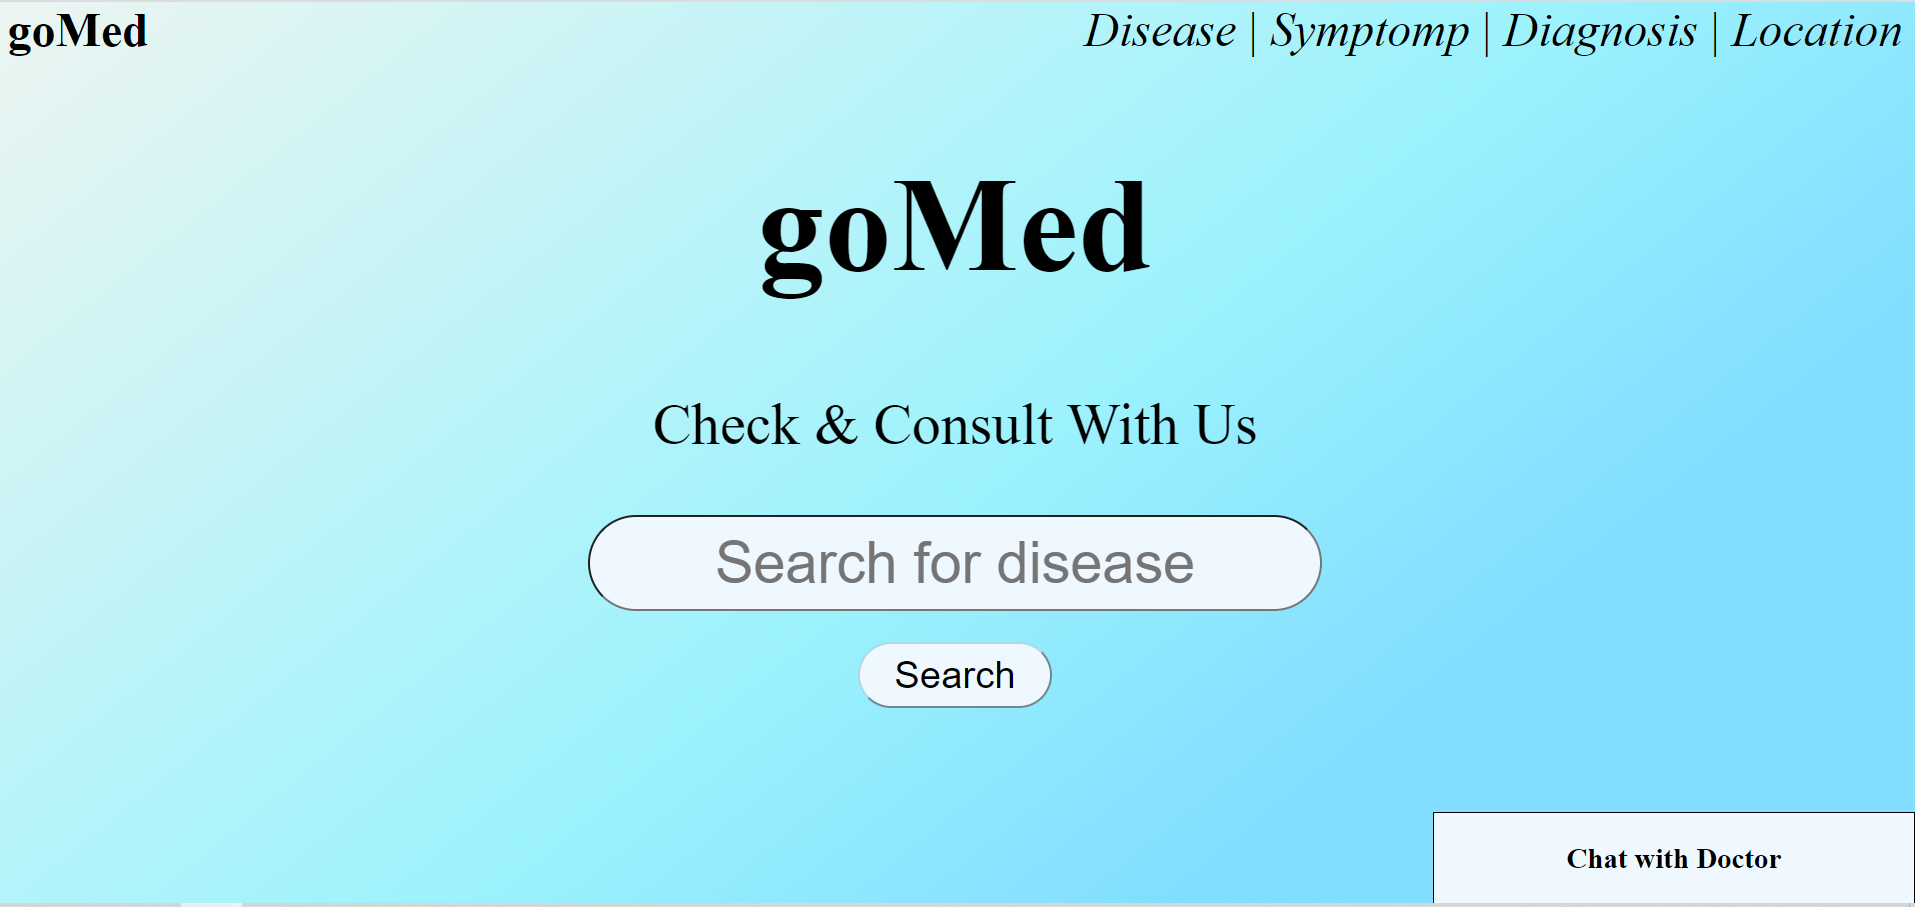 goMed
Disease | Symptomp | Diagnosis | Location
goMed
Check & Consult With Us
Search for disease
Search
Chat with Doctor